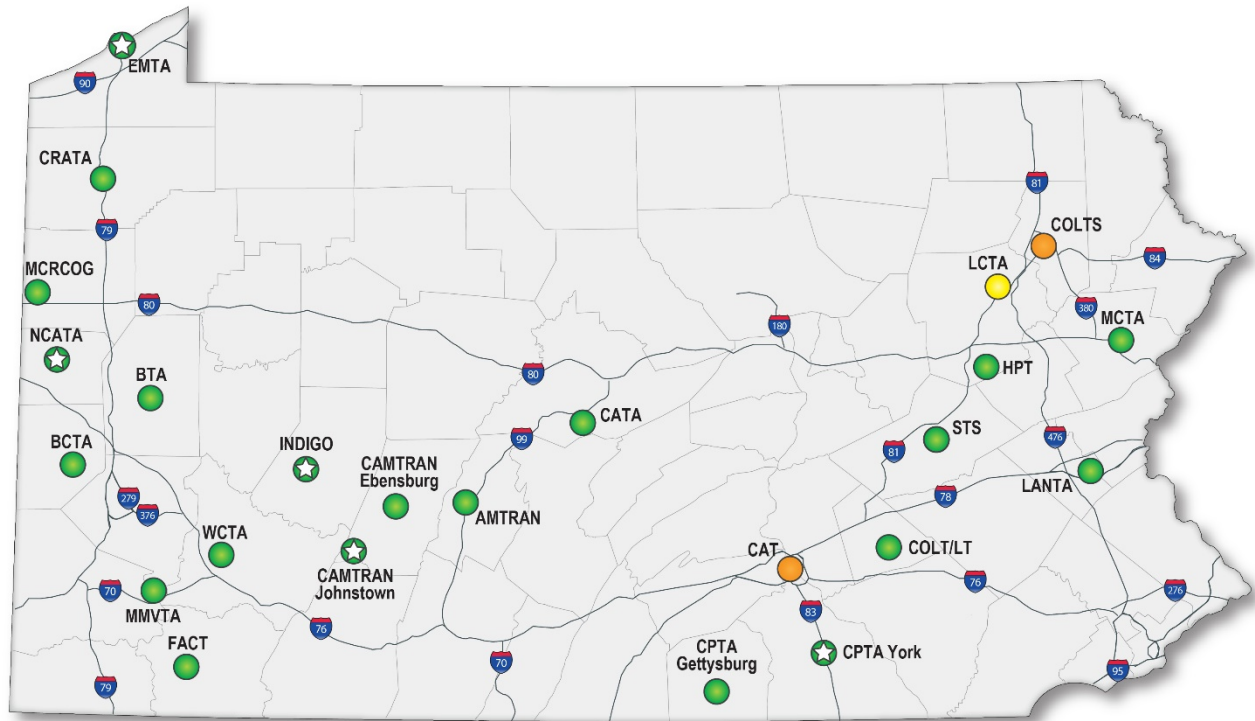 EMTA
90
CRATA
79
81
COLTS
84
MCRCOG
LCTA
80
380
180
MCTA
NCATA
BTA
80
HPT
CATA
99
STS
476
BCTA
INDIGO
CAMTRAN
Ebensburg
81
LANTA
279
376
78
AMTRAN
WCTA
CAMTRAN
Johnstown
CAT
COLT/LT
70
MMVTA
76
276
83
76
FACT
CPTA
Gettysburg
CPTA York
70
79
95